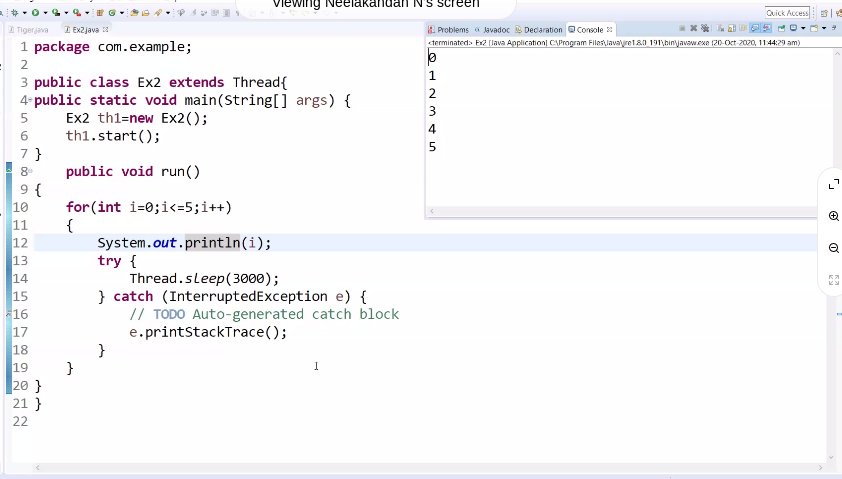 Viewing Neelakandan N's screen
Quick Access
Tiger.java Ex2.java
Problems Javadoc Declaration Console
<terminated> Ex2 [Java Application] C:\Program Files\Java\jre1.8.0_191\bin\javaw.exe (20-Oct-2020, 11:44:29 am)
0
1
2
3
4
5
1 package com.example;
2
3 public class Ex2 extends Thread{
4 public static void main(String[] args) {
5 Ex2 th1=new Ex2();
6 th1.start();
7 }
8 public void run()
9 {
10 for(int i=0;i<=5;i++)
11 {
12 System.out.println(i);
13 try {
14 Thread.sleep(3000);
15 } catch (InterruptedException e) {
16 // TODO Auto-generated catch block
17 e.printStackTrace();
18 }
19 }
20 }
21 }
22